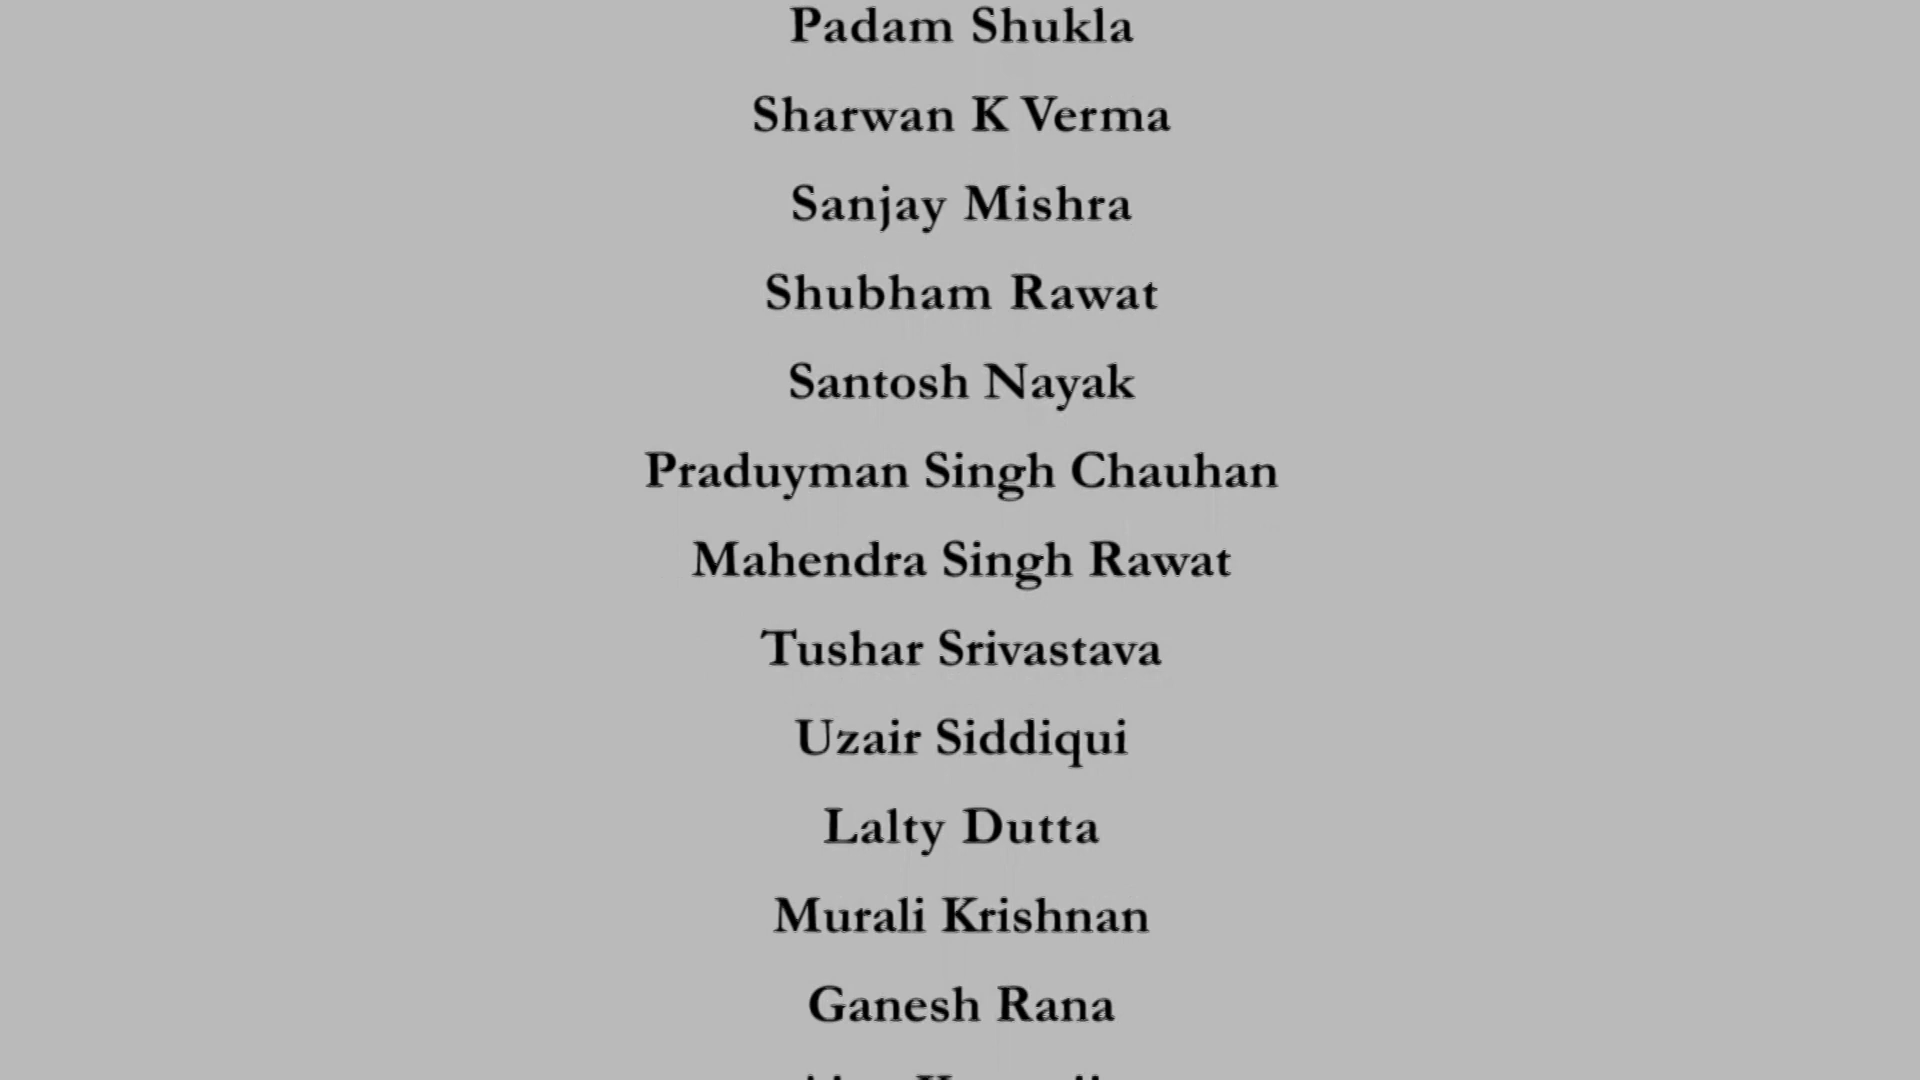 Padam Shukla
Sharwan K Verma
Sanjay Mishra
Shubham Rawat
Santosh Nayak
Praduyman Singh Chauhan
Mahendra Singh Rawat
Tushar Srivastava
Uzair Siddiqui
Lalty Dutta
Murali Krishnan
Ganesh Rana